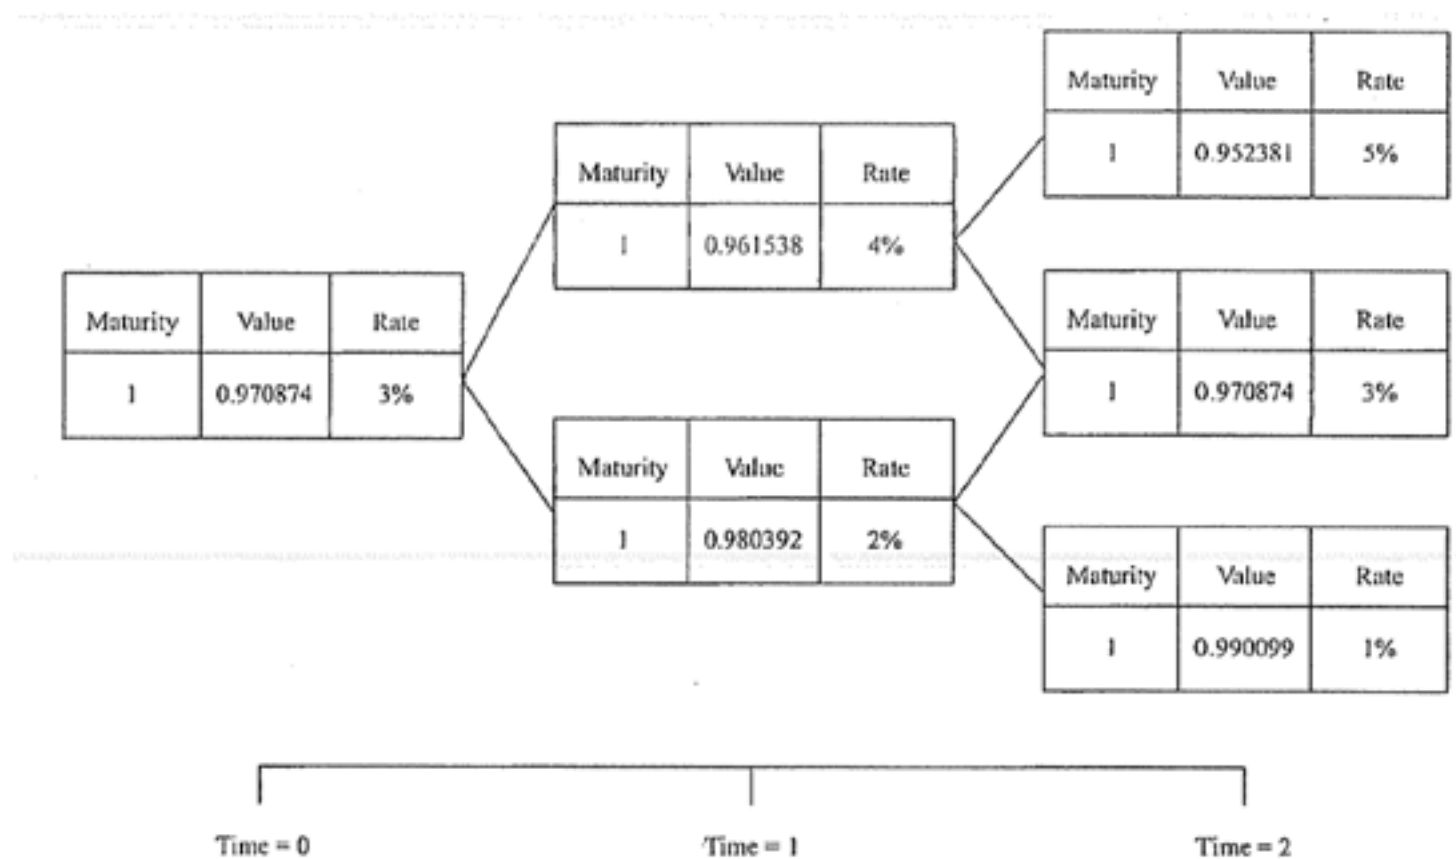 Maturity Value Rate
1 0.970874 3%
Maturity Value Rate
1 0.961538 4%
Maturity Value Rate
1 0.980392 2%
Maturity Value Rate
1 0.952381 5%
Maturity Value Rate
1 0.970874 3%
Maturity Value Rate
1 0.990099 1%
Time = 0 Time = 1 Time = 2